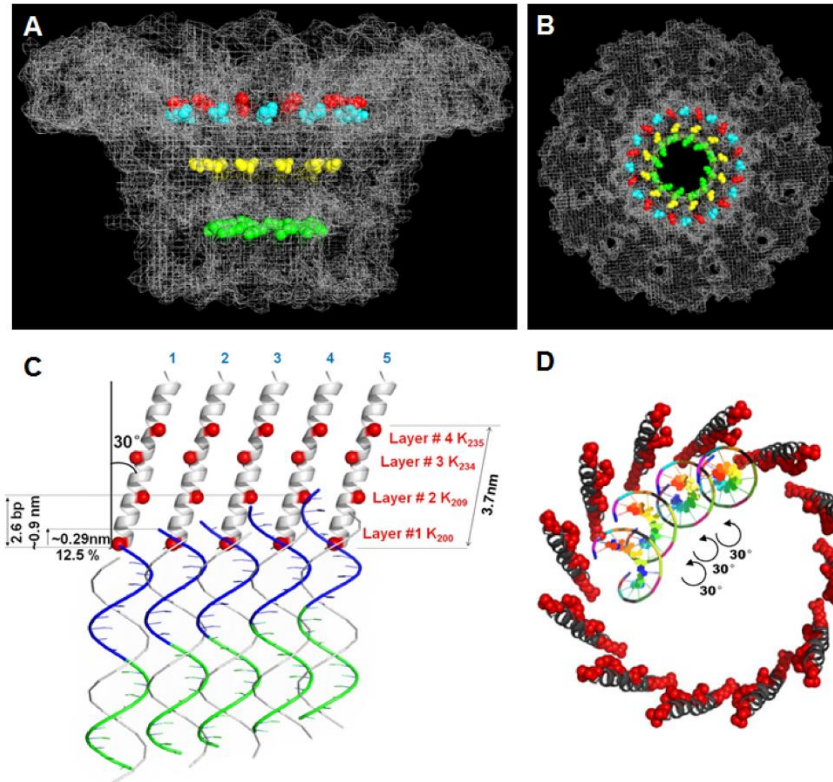 A
B
C
1 2 3 4 5
30°
Layer # 4 K235
Layer # 3 K234
Layer # 2 K209
Layer #1 K200
3.7nm
2.6 bp
~0.9 nm
~0.29nm
12.5 %
D
30°
30°
30°